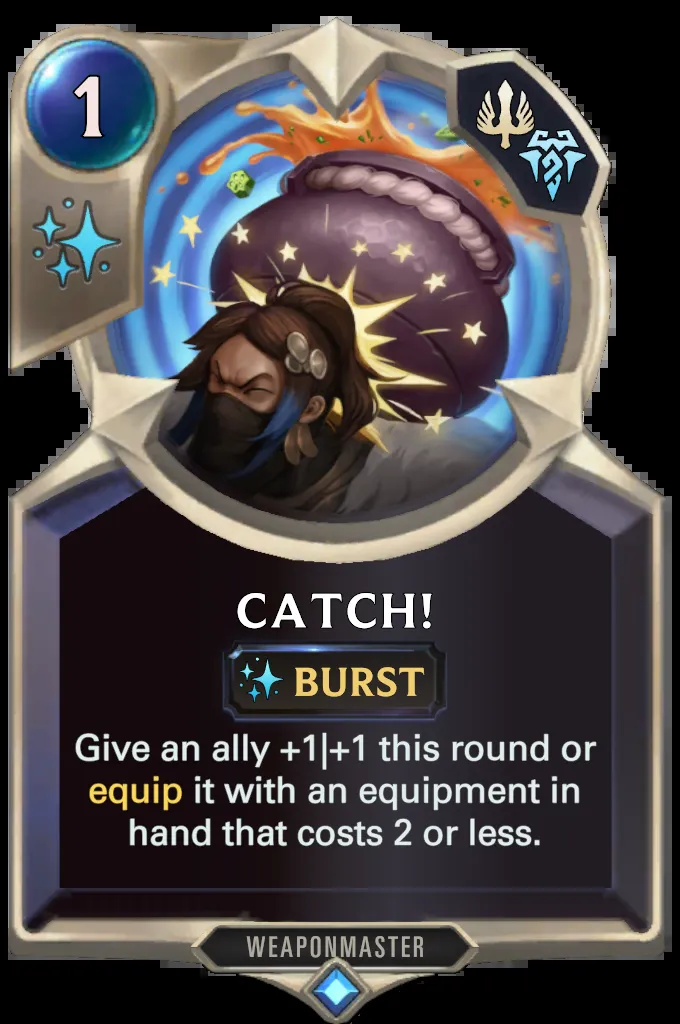 1
CATCH!
BURST
Give an ally +1|+1 this round or
equip it with an equipment in
hand that costs 2 or less.
WEAPONMASTER